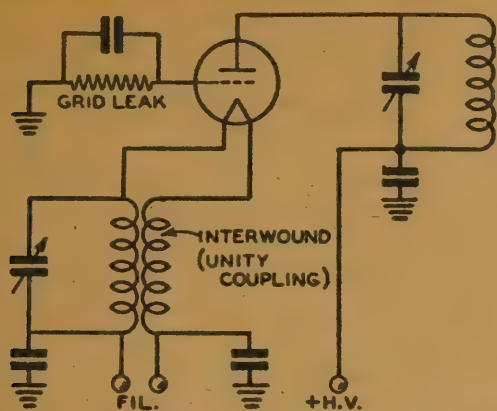 GRID LEAK
INTERWOUND
(UNITY
COUPLING)
FIL.
+H.V.